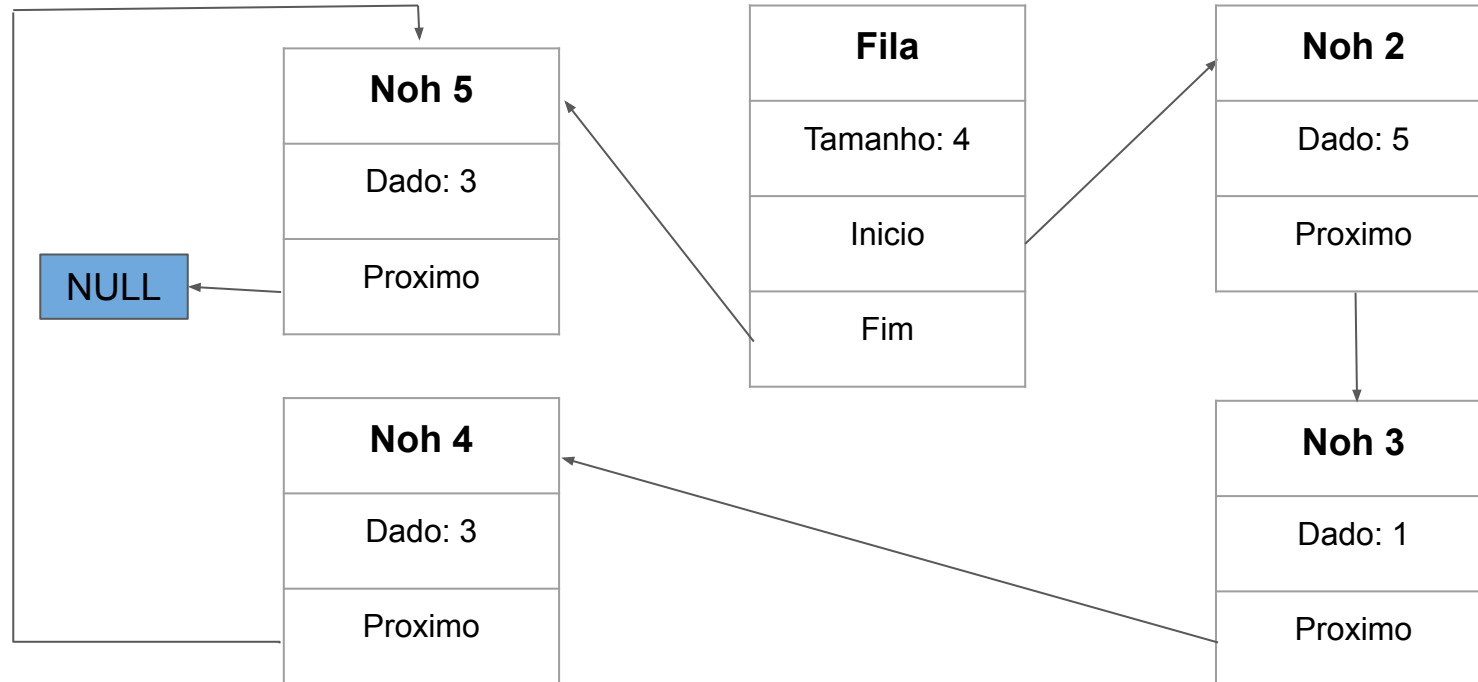 Noh 5
Dado: 3
Proximo
NULL
Fila
Tamanho: 4
Inicio
Fim
Noh 2
Dado: 5
Proximo
Noh 4
Dado: 3
Proximo
Noh 3
Dado: 1
Proximo